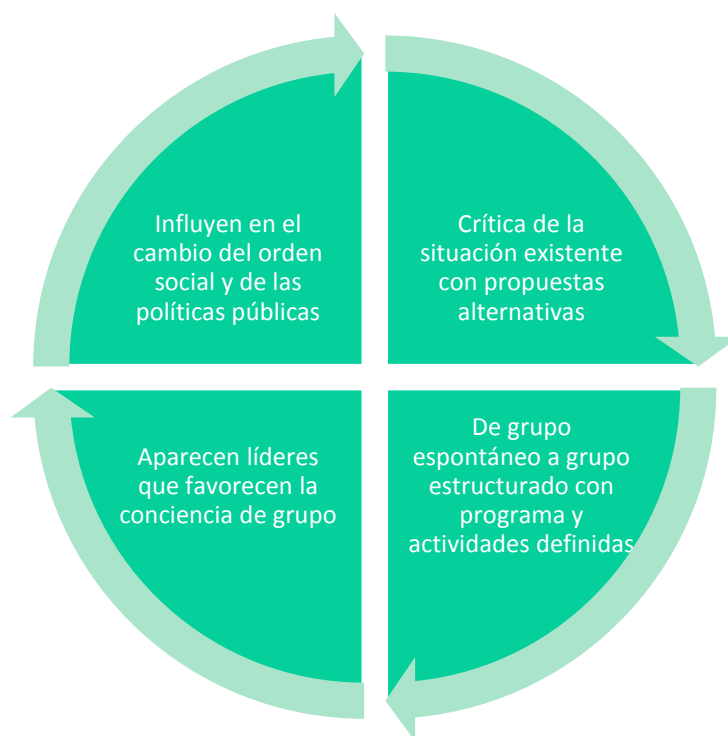 Influyen en el
cambio del orden
social y de las
políticas públicas
Crítica de la
situación existente
con propuestas
alternativas
Aparecen líderes
que favorecen la
conciencia de grupo
De grupo
espontáneo a grupo
estructurado con
programa y
actividades definidas